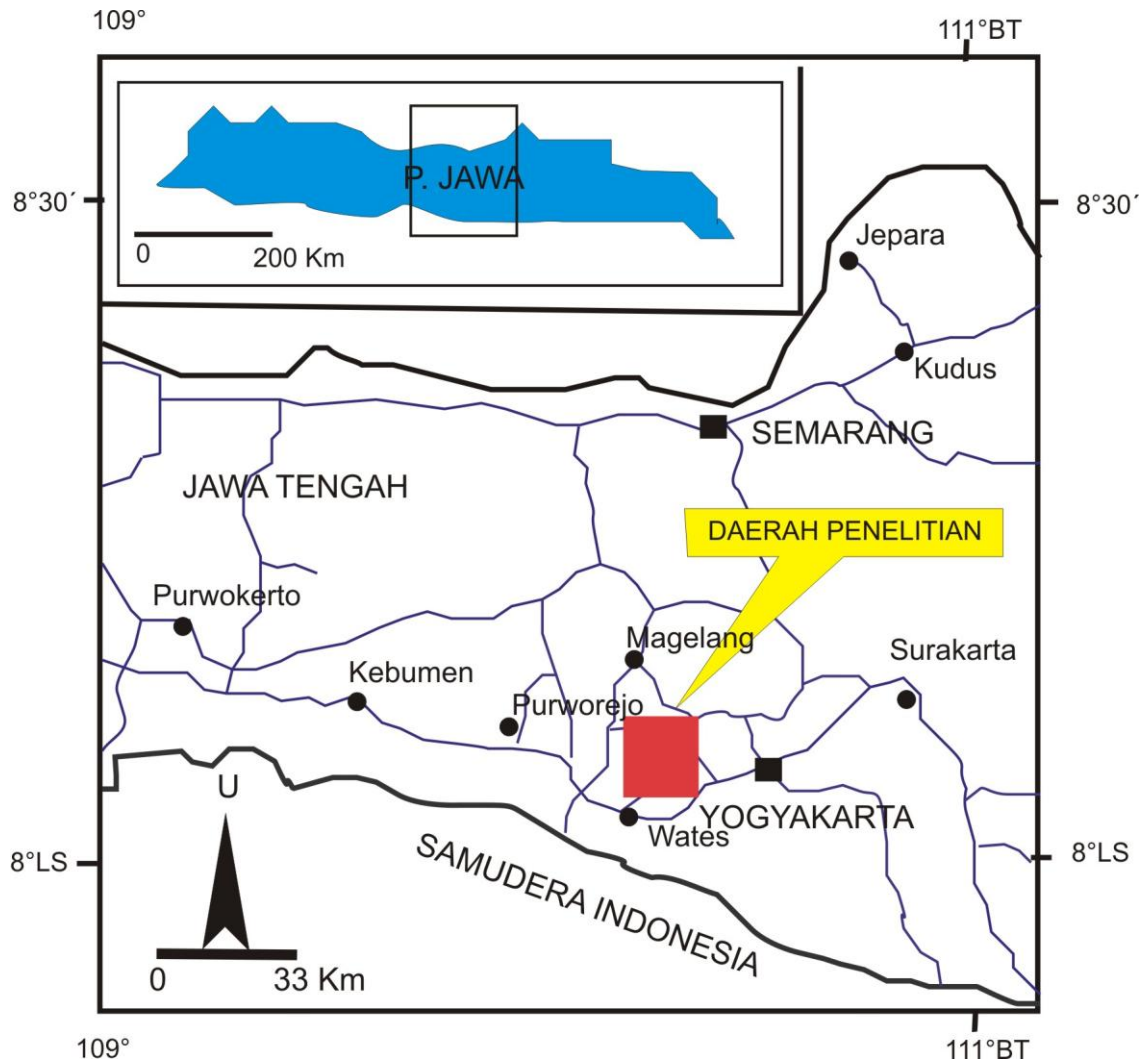 109°
111°BT
P. JAWA
0
200 Km
8°30´
8°30´
Jepara
Kudus
SEMARANG
JAWA TENGAH
DAERAH PENELITIAN
Purwokerto
Magelang
Surakarta
Kebumen
Purworejo
U
YOGYAKARTA
Wates
8°LS
8°LS
SAMUDERA INDONESIA
0
33 Km
109°
111°BT